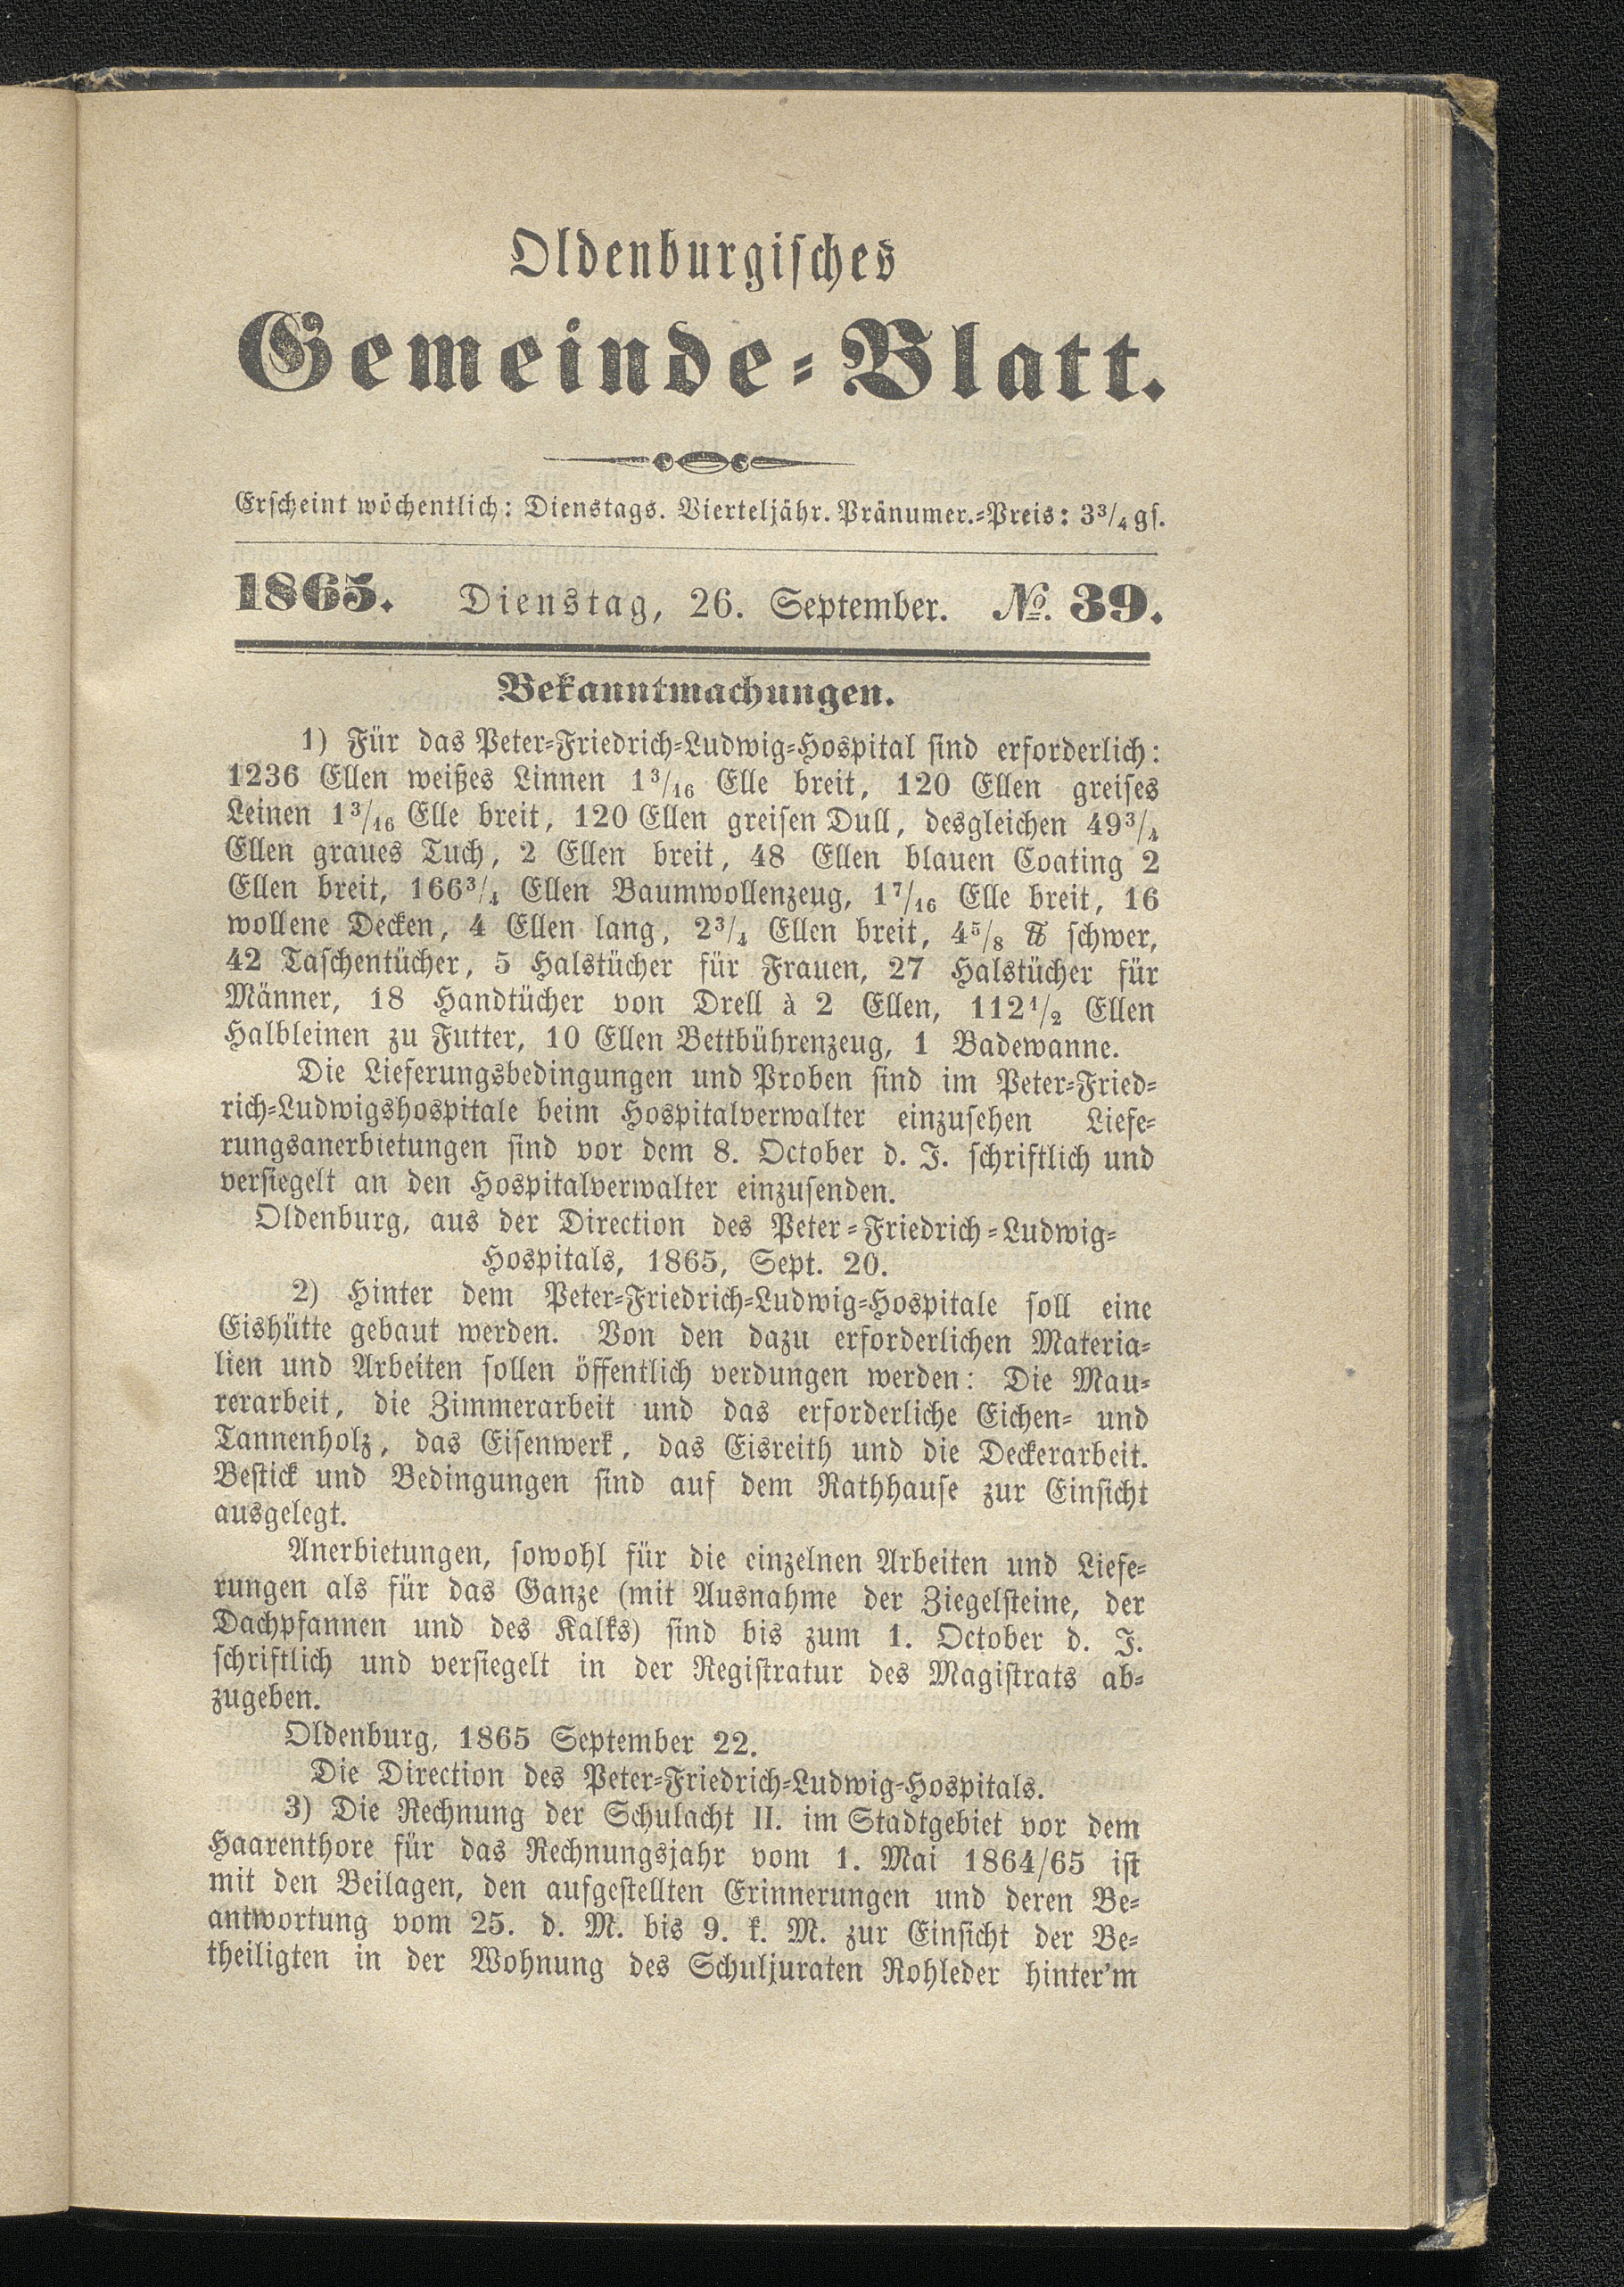 Oldenburgisches
Gemeinde-Blatt.
Erscheint wöchentlich: Dienstags. Vierteljähr. Pränumer.-Preis: 3³/₄ gs.
1865. Dienstag, 26. September. №. 39.
Bekanntmachungen.
1) Für das Peter-Friedrich-Ludwig-Hospital sind erforderlich:
1236 Ellen weißes Linnen 1³/₁₆ Elle breit, 120 Ellen greises
Leinen 1³/₁₆ Elle breit, 120 Ellen greisen Dull, desgleichen 49³/₄
Ellen graues Tuch, 2 Ellen breit, 48 Ellen blauen Coating 2
Ellen breit, 166³/₄ Ellen Baumwollenzeug, 1⁷/₁₆ Elle breit, 16
wollene Decken, 4 Ellen lang, 2³/₄ Ellen breit, 4⁵/₈ ℔ schwer,
42 Taschentücher, 5 Halstücher für Frauen, 27 Halstücher für
Männer, 18 Handtücher von Drell à 2 Ellen, 112¹/₂ Ellen
Halbleinen zu Futter, 10 Ellen Bettbührenzeug, 1 Badewanne.
Die Lieferungsbedingungen und Proben sind im Peter-Fried-
rich-Ludwigshospitale beim Hospitalverwalter einzusehen Liefe-
rungsanerbietungen sind vor dem 8. October d. J. schriftlich und
versiegelt an den Hospitalverwalter einzusenden.
Oldenburg, aus der Direction des Peter-Friedrich-Ludwig-
Hospitals, 1865, Sept. 20.
2) Hinter dem Peter-Friedrich-Ludwig-Hospitale soll eine
Eishütte gebaut werden. Von den dazu erforderlichen Materia-
lien und Arbeiten sollen öffentlich verdungen werden: Die Mau-
rerarbeit, die Zimmerarbeit und das erforderliche Eichen- und
Tannenholz, das Eisenwerk, das Eisreith und die Deckerarbeit.
Bestick und Bedingungen sind auf dem Rathhause zur Einsicht
ausgelegt.
Anerbietungen, sowohl für die einzelnen Arbeiten und Liefe-
rungen als für das Ganze (mit Ausnahme der Ziegelsteine, der
Dachpfannen und des Kalks) sind bis zum 1. October d. J.
schriftlich und versiegelt in der Registratur des Magistrats ab-
zugeben.
Oldenburg, 1865 September 22.
Die Direction des Peter-Friedrich-Ludwig-Hospitals.
3) Die Rechnung der Schulacht II. im Stadtgebiet vor dem
Haarenthore für das Rechnungsjahr vom 1. Mai 1864/65 ist
mit den Beilagen, den aufgestellten Erinnerungen und deren Be-
antwortung vom 25. d. M. bis 9. k. M. zur Einsicht der Be-
theiligten in der Wohnung des Schuljuraten Rohleder hinter'm